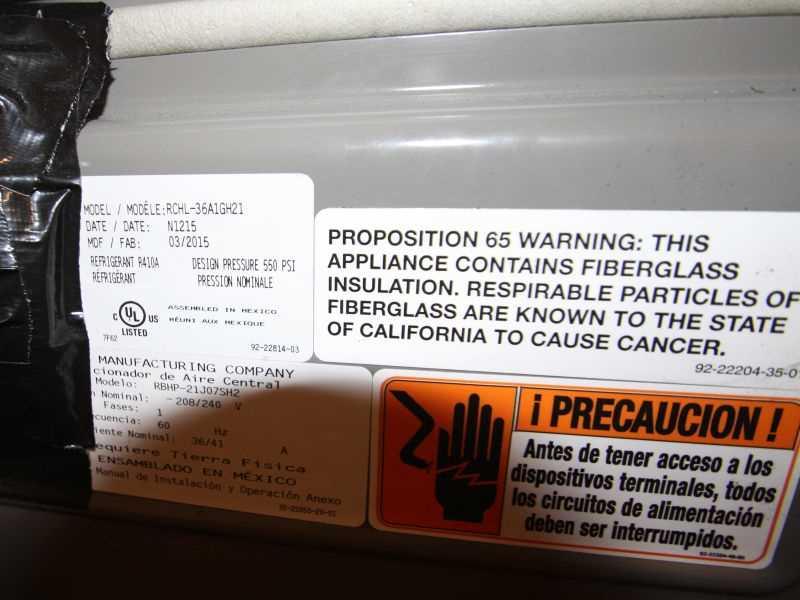 MODEL / MODÈLE:RCHL-36A1GH21
DATE / DATE: N1215
MDF / FAB: 03/2015
REFRIGERANT R410A DESIGN PRESSURE 550 PSI
RÉFRIGÉRANT PRESSION NOMINALE
C UL US
LISTED
7F62
ASSEMBLED IN MEXICO
RÉUNI AUX MEXIQUE
92-22814-03
MANUFACTURING COMPANY
cionador de Aire Central
Modelo: RBHP-21J07SH2
n Nominal: -208/240 V
Fases: 1
cuencia: 60 Hz
iente Nominal: 36/41 A
equiere Tierra Física
ENSAMBLADO EN MÉXICO
Manual de Instalación y Operación Anexo
PROPOSITION 65 WARNING: THIS
APPLIANCE CONTAINS FIBERGLASS
INSULATION. RESPIRABLE PARTICLES OF
FIBERGLASS ARE KNOWN TO THE STATE
OF CALIFORNIA TO CAUSE CANCER.
92-22204-35-0
¡ PRECAUCION !
Antes de tener acceso a los
dispositivos terminales, todos
los circuitos de alimentación
deben ser interrumpidos.